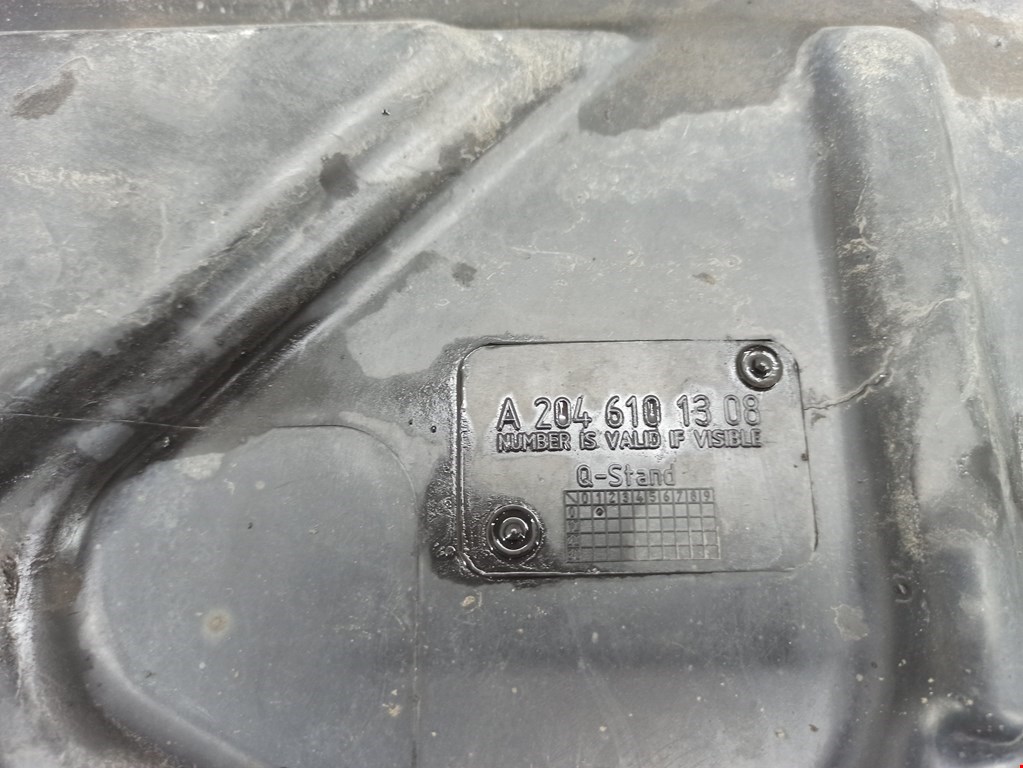 A 204 610 13 08
NUMBER IS VALID IF VISIBLE
Q-Stand
0 1 2 3 4 5 6 7 8 9
0